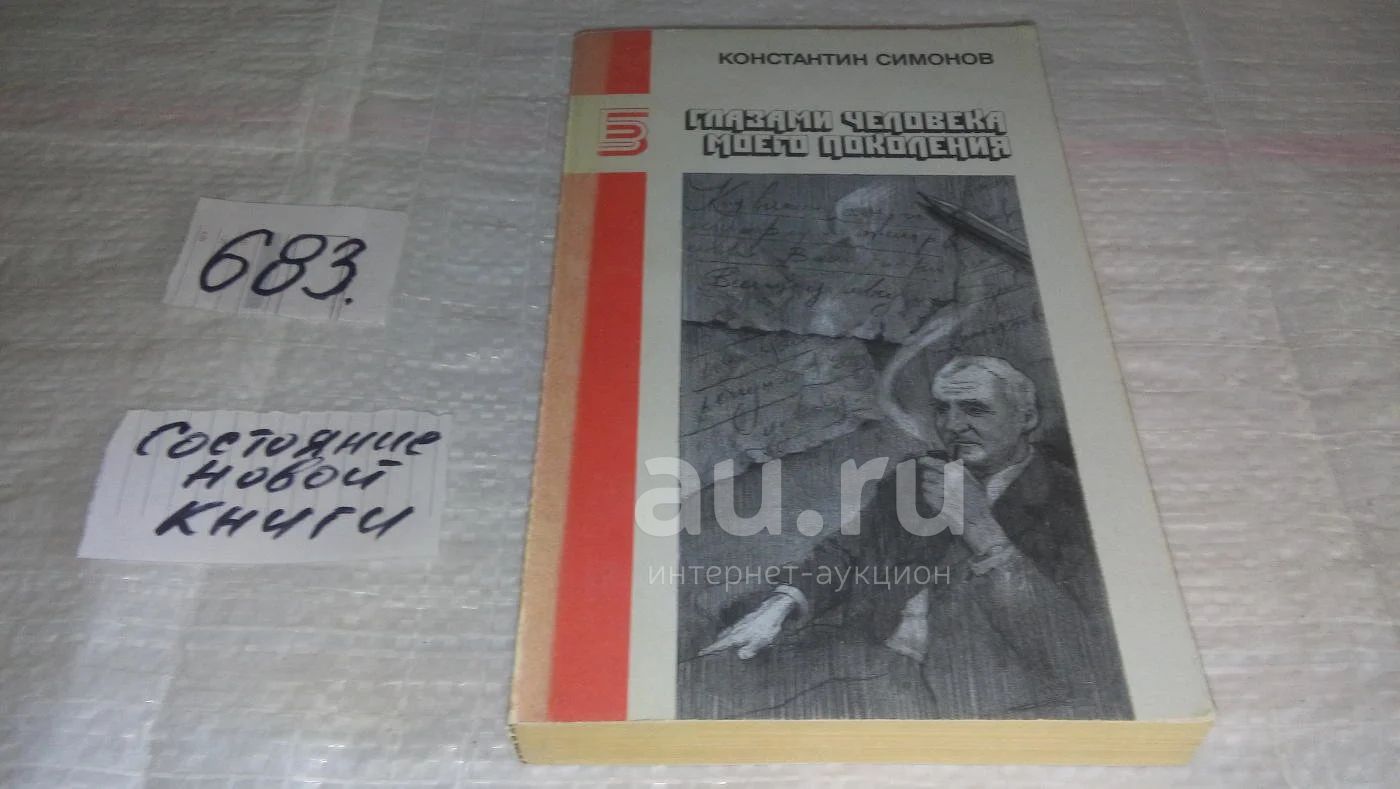 КОНСТАНТИН СИМОНОВ
ГЛАЗАМИ ЧЕЛОВЕКА
МОЕГО ПОКОЛЕНИЯ
683.
Состояние
новой
книги
au.ru
интернет-аукцион